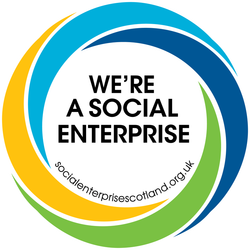 WE'RE
A SOCIAL
ENTERPRISE
socialenterprisescotland.org.uk